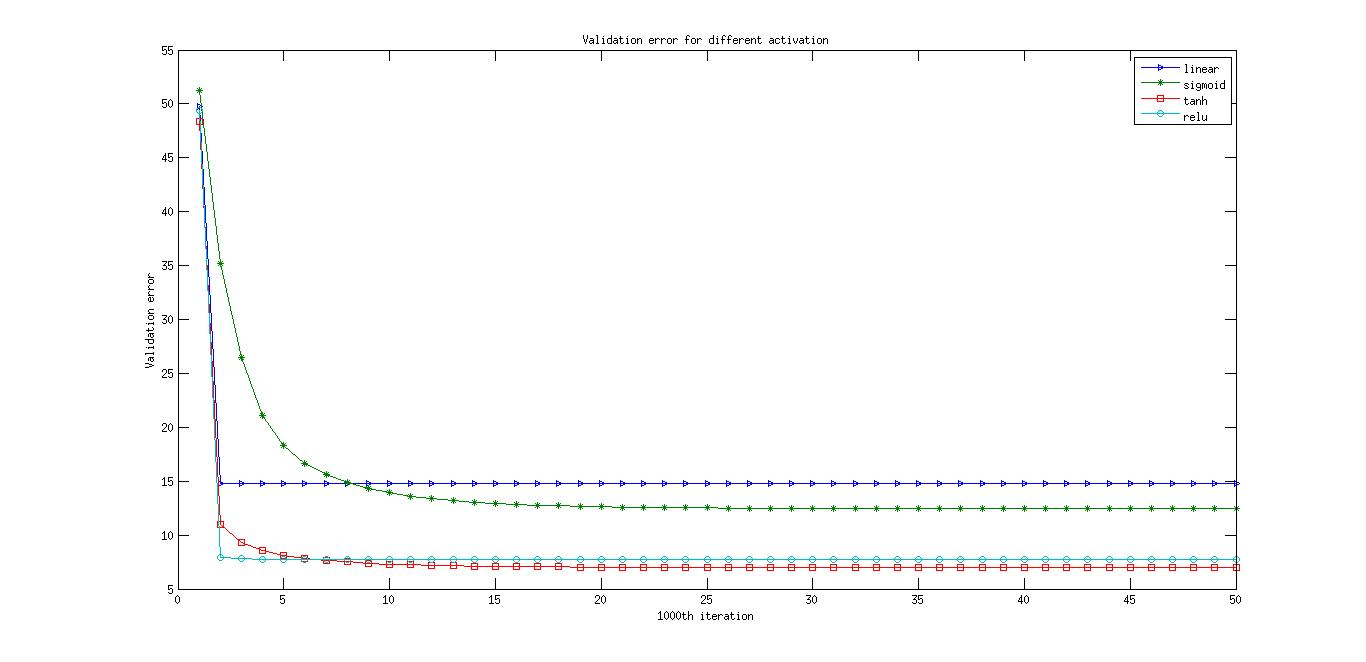 Validation error for different activation
linear
sigmoid
tanh
relu
55
50
45
40
35
30
25
20
15
10
5
Validation error
0 5 10 15 20 25 30 35 40 45 50
1000th iteration